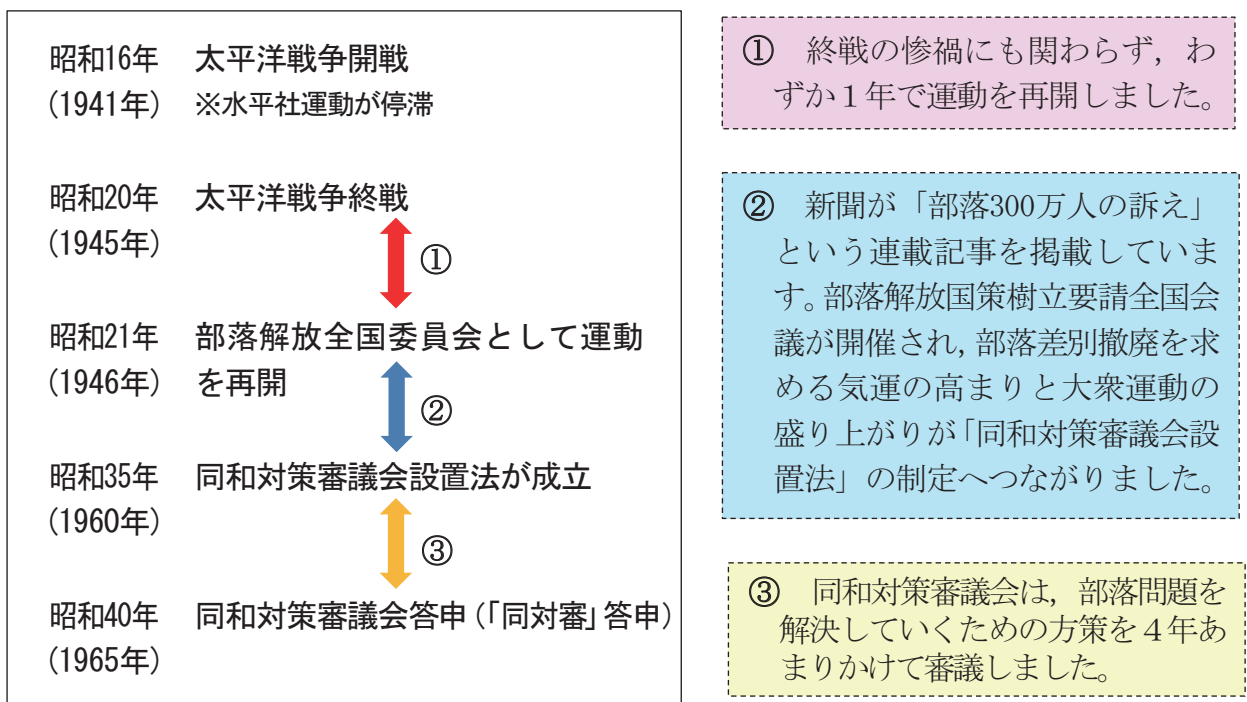 昭和16年 太平洋戦争開戦
(1941年) ※水平社運動が停滞
昭和20年 太平洋戦争終戦
(1945年)
①
昭和21年 部落解放全国委員会として運動
(1946年) を再開
②
昭和35年 同和対策審議会設置法が成立
(1960年)
③
昭和40年 同和対策審議会答申(「同対審」答申)
(1965年)
① 終戦の惨禍にも関わらず，わ
ずか１年で運動を再開しました。
② 新聞が「部落300万人の訴え」
という連載記事を掲載していま
す。部落解放国策樹立要請全国会
議が開催され，部落差別撤廃を求
める気運の高まりと大衆運動の
盛り上がりが「同和対策審議会設
置法」の制定へつながりました。
③ 同和対策審議会は，部落問題を
解決していくための方策を４年あ
まりかけて審議しました。